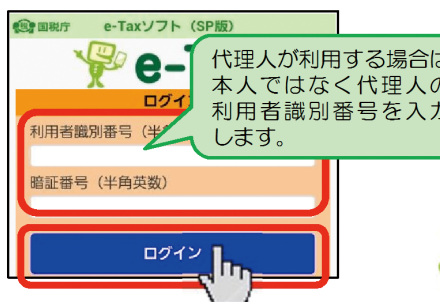 国税庁 e-Taxソフト（SP版）
e-
ログイ
代理人が利用する場合は
本人ではなく代理人の
利用者識別番号を入力
します。
利用者識別番号（半
暗証番号（半角英数）
ログイン